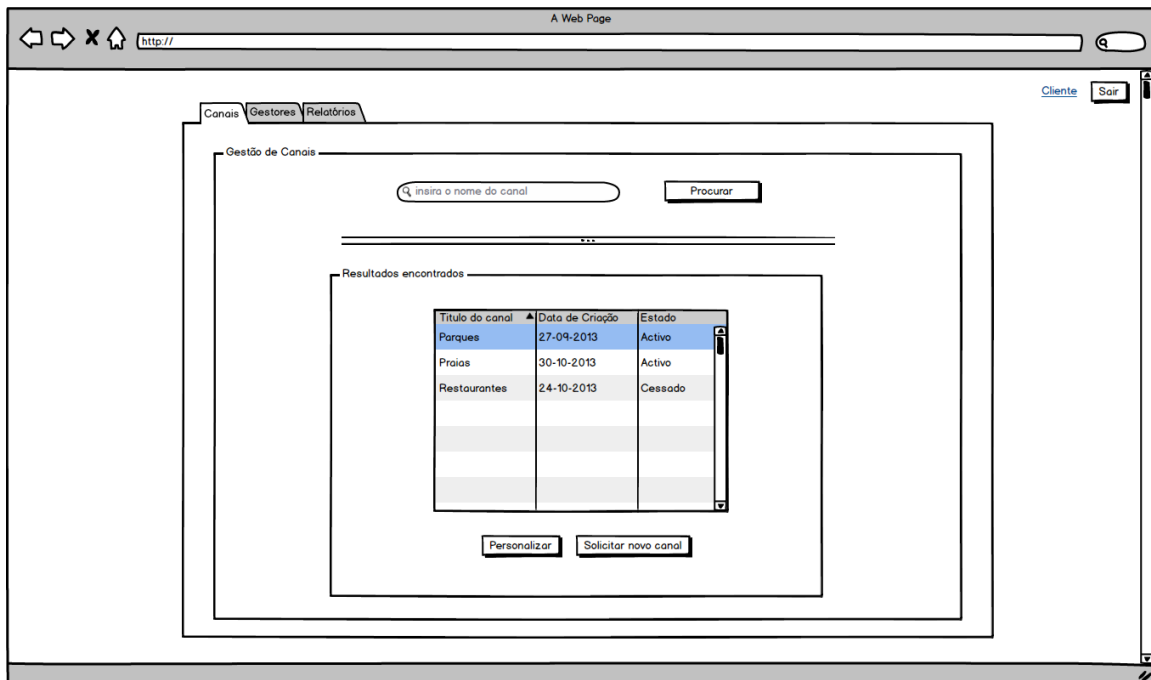 A Web Page
http://
Cliente Sair
Canais Gestores Relatórios
Gestão de Canais
insira o nome do canal Procurar
Resultados encontrados
Titulo do canal Data de Criação Estado
Parques 27-09-2013 Activo
Praias 30-10-2013 Activo
Restaurantes 24-10-2013 Cessado
Personalizar Solicitar novo canal